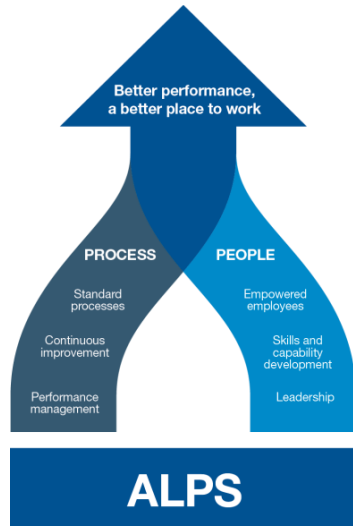 Better performance,
a better place to work
PROCESS
Standard
processes
Continuous
improvement
Performance
management
PEOPLE
Empowered
employees
Skills and
capability
development
Leadership
ALPS